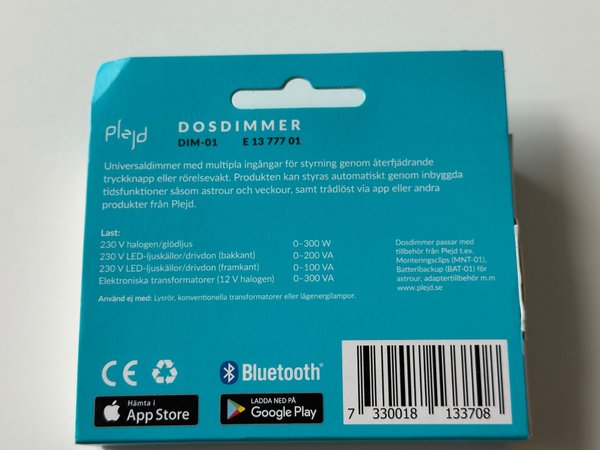 Plejd
DOSDIMMER
DIM-01 E 13 777 01
Universaldimmer med multipla ingångar för styrning genom återfjädrande
tryckknapp eller rörelsevakt. Produkten kan styras automatiskt genom inbyggda
tidsfunktioner såsom astrour och veckour, samt trådlöst via app eller andra
produkter från Plejd.
Last:
230 V halogen/glödljus 0–300 W
230 V LED-ljuskällor/drivdon (bakkant) 0–200 VA
230 V LED-ljuskällor/drivdon (framkant) 0–100 VA
Elektroniska transformatorer (12 V halogen) 0–300 VA
Använd ej med: Lysrör, konventionella transformatorer eller lågenergilampor.
Dosdimmer passar med
tillbehör från Plejd t.ex.
Monteringsclips (MNT-01),
Batteribackup (BAT-01) för
astrour, adaptertillbehör m.m.
www.plejd.se
CE
Bluetooth®
Hämta i
App Store
LADDA NED PÅ
Google Play
7 330018 133708